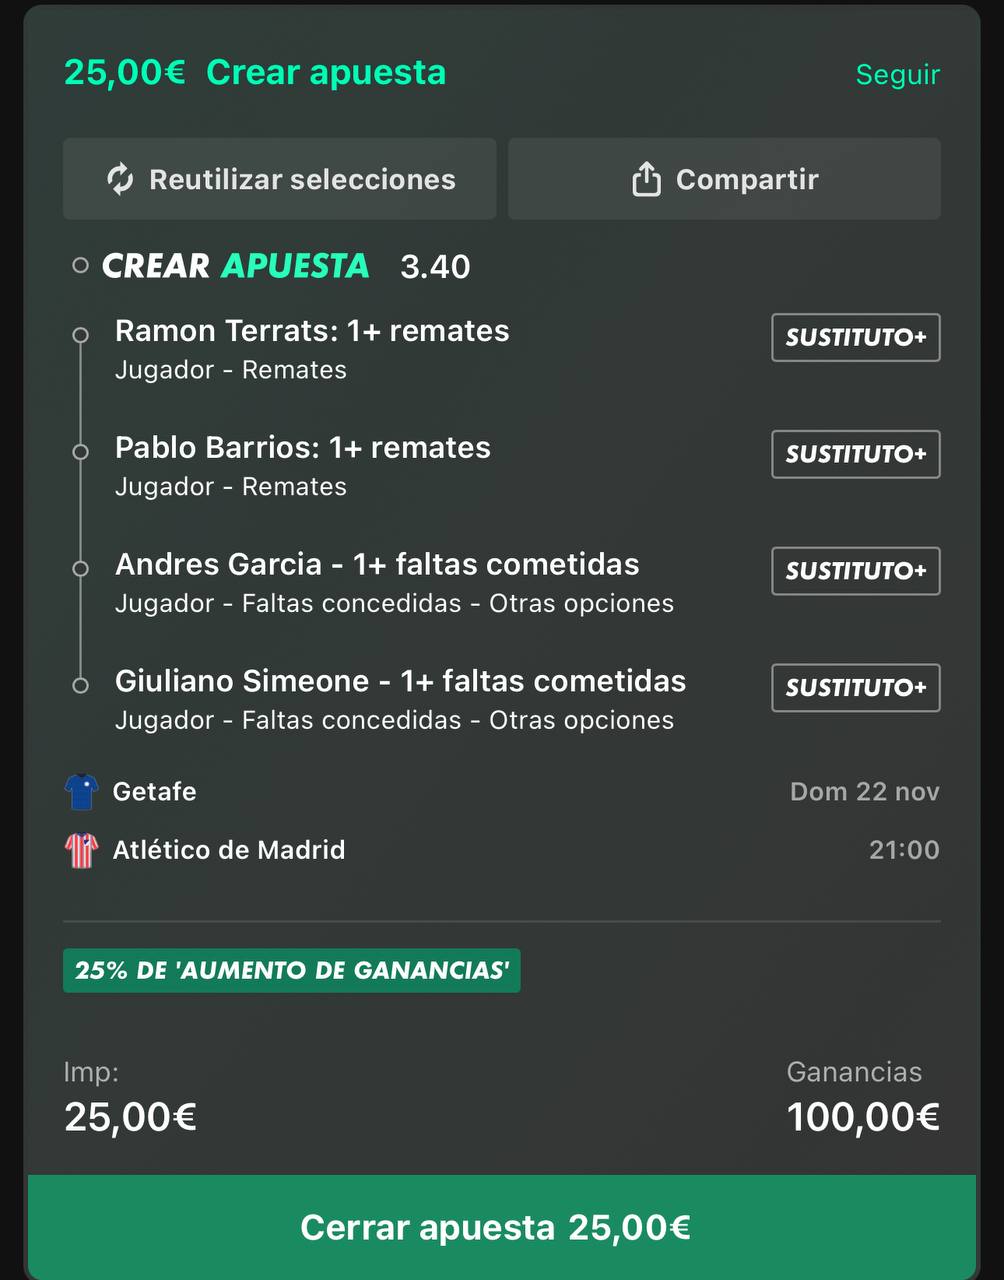 25,00€ Crear apuesta Seguir
Reutilizar selecciones Compartir
CREAR APUESTA 3.40
Ramon Terrats: 1+ remates SUSTITUTO+
Jugador - Remates
Pablo Barrios: 1+ remates SUSTITUTO+
Jugador - Remates
Andres Garcia - 1+ faltas cometidas SUSTITUTO+
Jugador - Faltas concedidas - Otras opciones
Giuliano Simeone - 1+ faltas cometidas SUSTITUTO+
Jugador - Faltas concedidas - Otras opciones
Getafe Dom 22 nov
Atlético de Madrid 21:00
25% DE 'AUMENTO DE GANANCIAS'
Imp: Ganancias
25,00€ 100,00€
Cerrar apuesta 25,00€